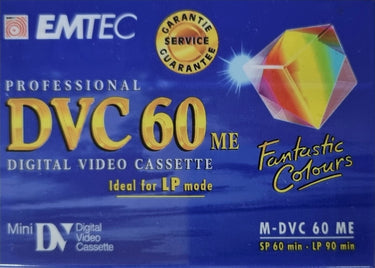 EMTEC
GARANTIE
SERVICE
GUARANTEE
PROFESSIONAL
DVC 60 ME
DIGITAL VIDEO CASSETTE
Ideal for LP mode
Fantastic
Colours
Mini DV Digital
Video
Cassette
M-DVC 60 ME
SP 60 min - LP 90 min